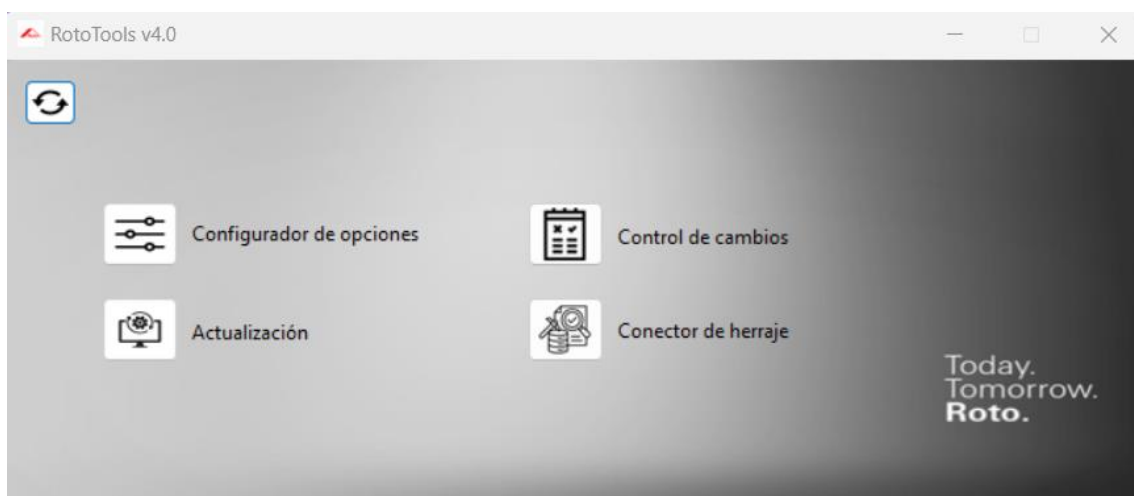 RotoTools v4.0
Configurador de opciones
Control de cambios
Actualización
Conector de herraje
Today.
Tomorrow.
Roto.